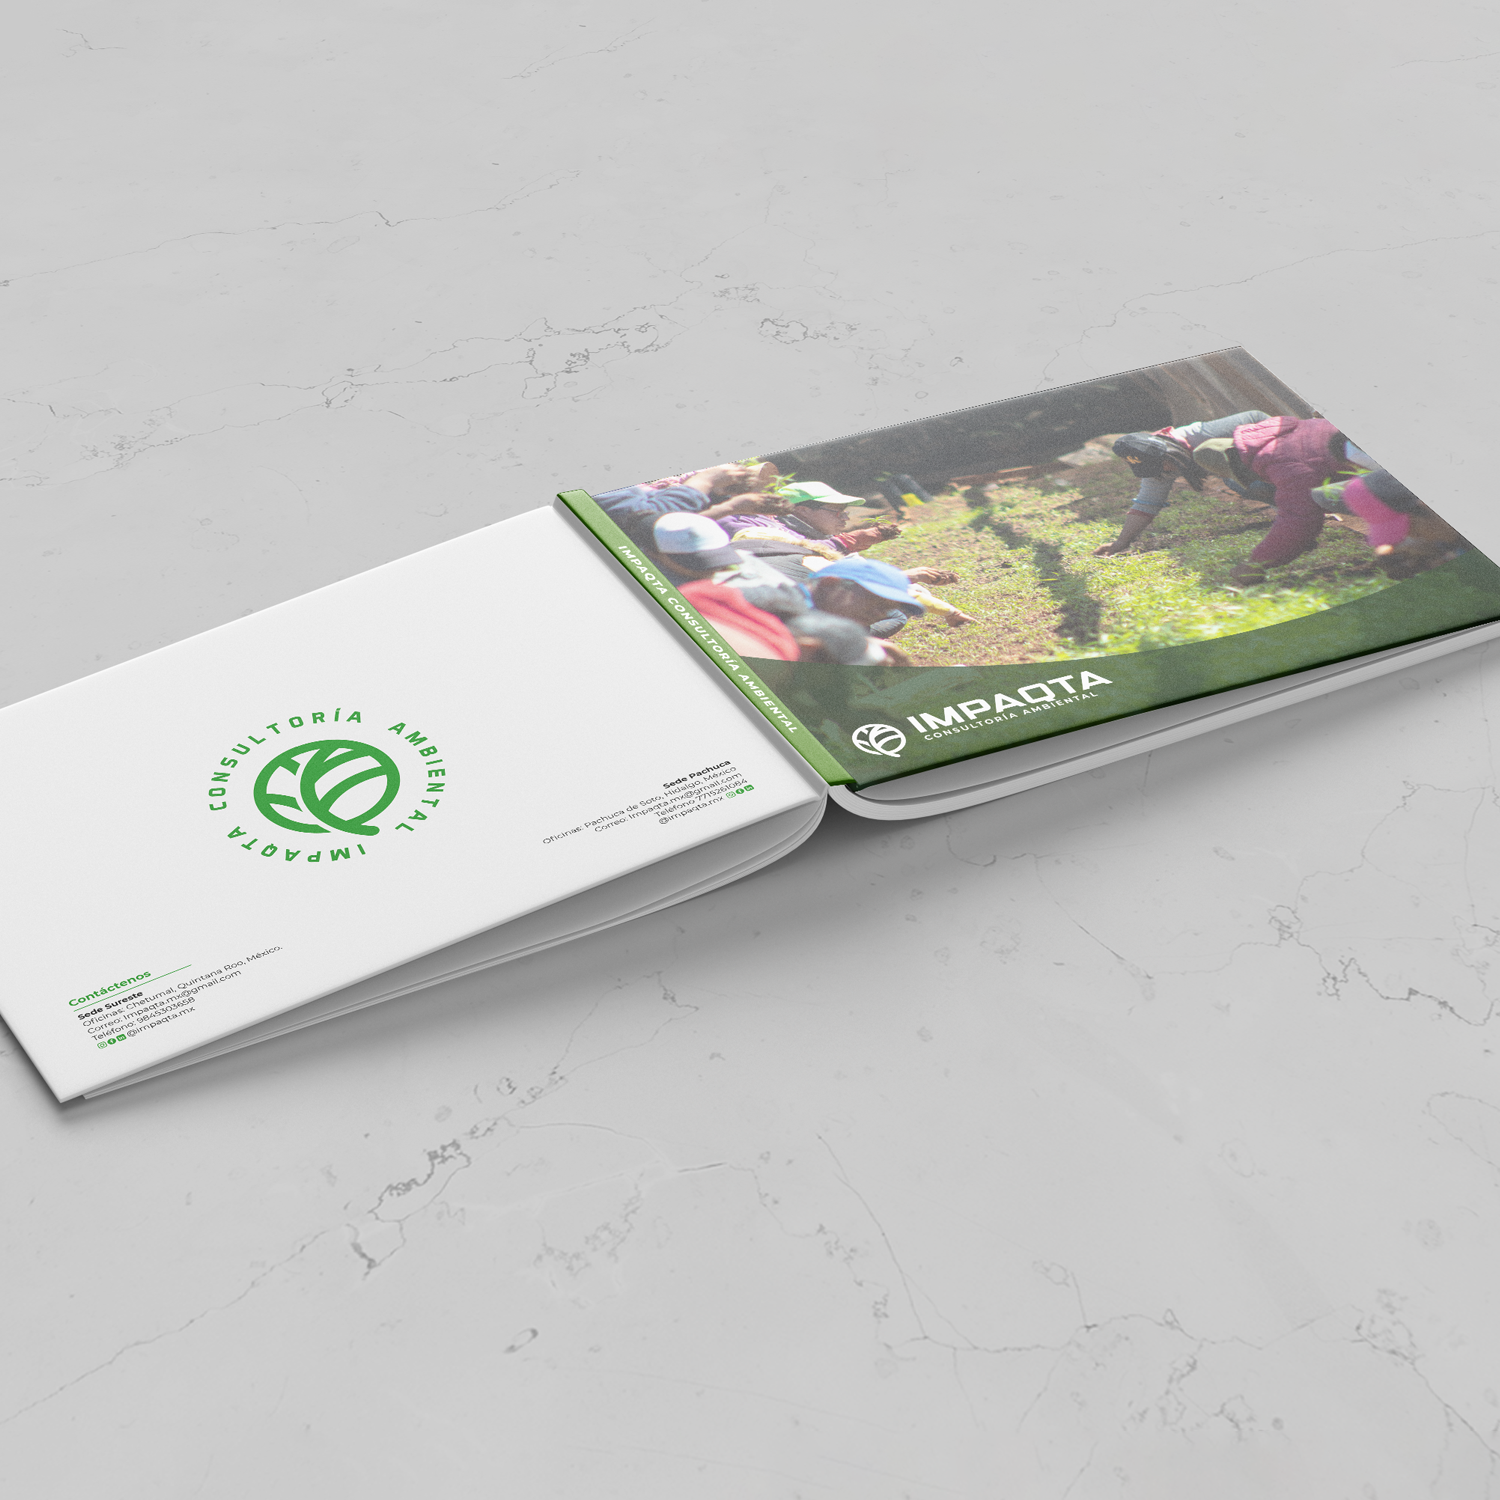 CONSULTORÍA AMBIENTAL
IMPAQTA
Contáctenos
Sede Sureste
Oficinas: Chetumal, Quintana Roo, México.
Correo: Impaqta.mx@gmail.com
Teléfono: 9845303658
@impaqta.mx
Sede Pachuca
Oficinas: Pachuca de Soto, Hidalgo, México
Correo: Impaqta.mx@gmail.com
Teléfono 7715261084
@impaqta.mx
IMPAQTA CONSULTORÍA AMBIENTAL
IMPAQTA
CONSULTORÍA AMBIENTAL